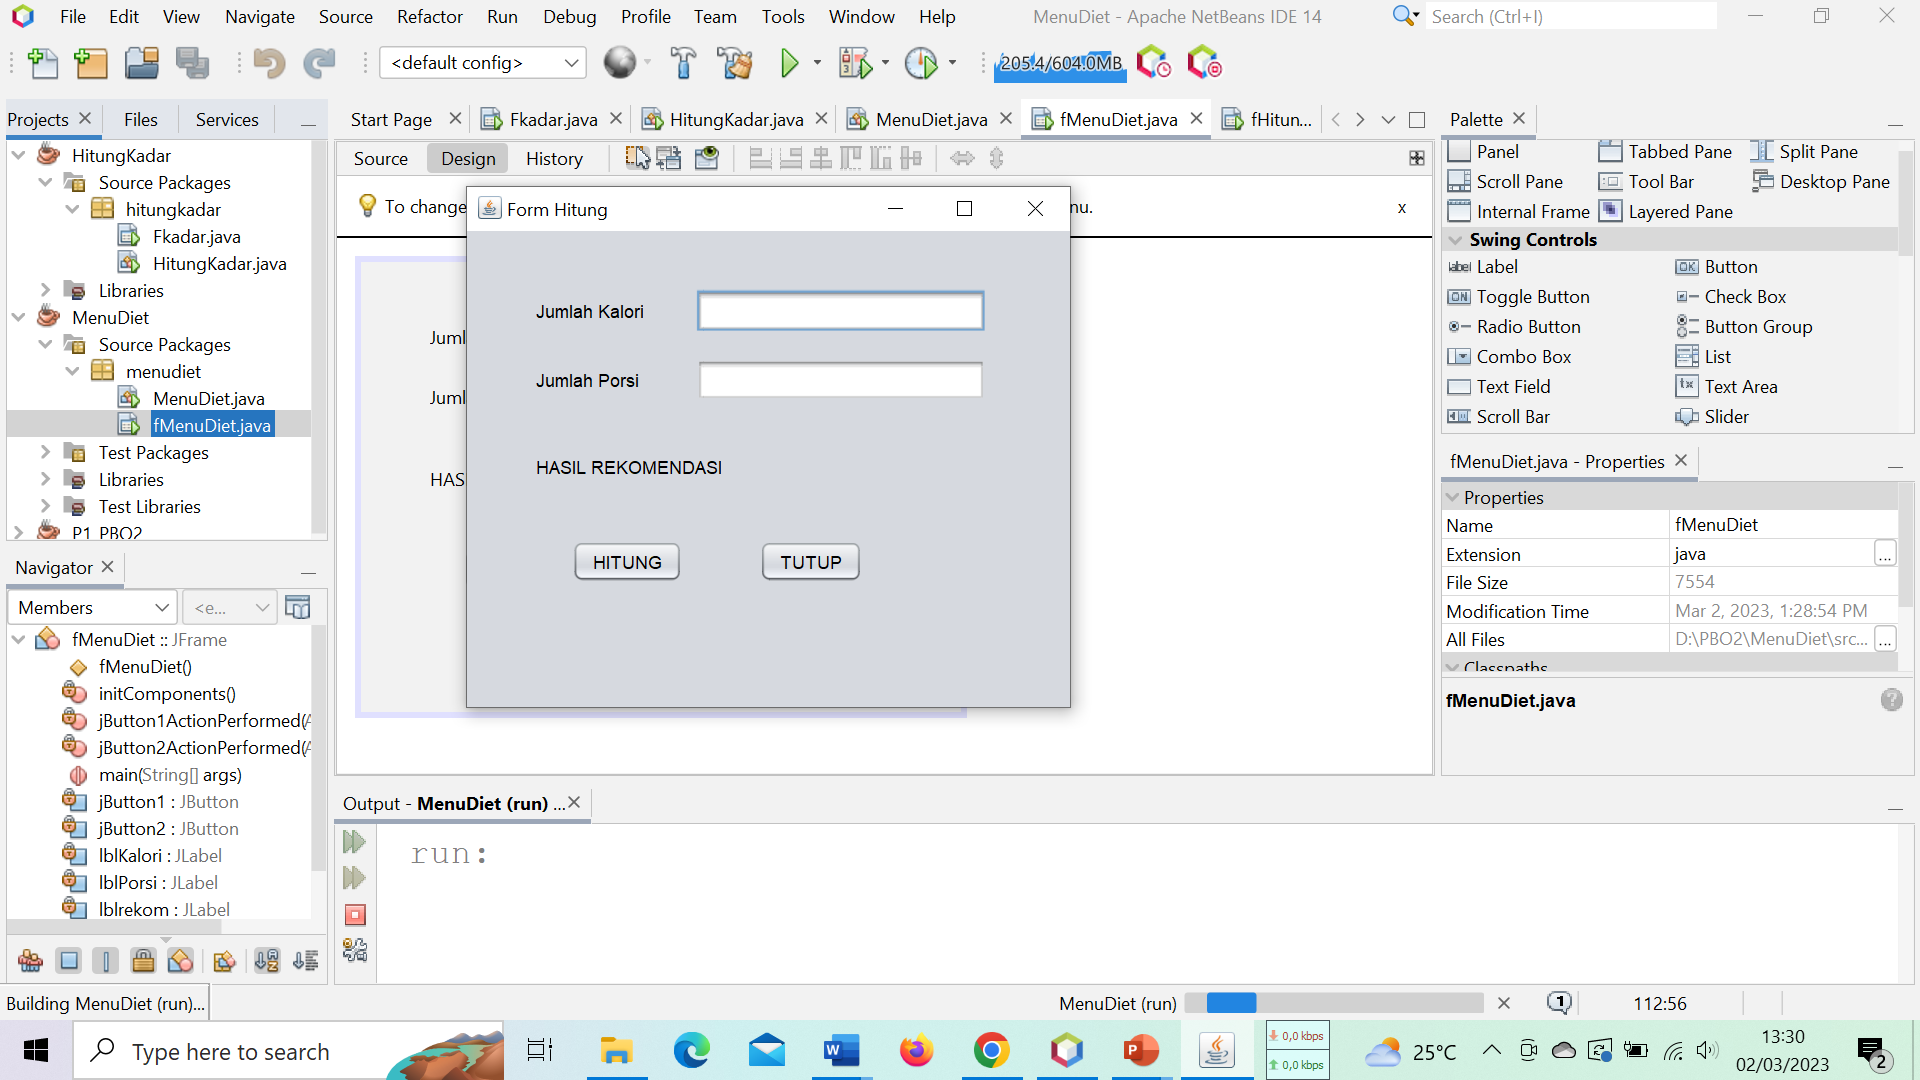 File Edit View Navigate Source Refactor Run Debug Profile Team Tools Window Help
MenuDiet - Apache NetBeans IDE 14
Search (Ctrl+I)
<default config>
205.4/604.0MB
Projects Files Services
HitungKadar
Source Packages
hitungkadar
Fkadar.java
HitungKadar.java
Libraries
MenuDiet
Source Packages
menudiet
MenuDiet.java
fMenuDiet.java
Test Packages
Libraries
Test Libraries
P1_PBO2
Navigator
Members
<e...
fMenuDiet :: JFrame
fMenuDiet()
initComponents()
jButton1ActionPerformed(A
jButton2ActionPerformed(A
main(String[] args)
jButton1 : JButton
jButton2 : JButton
lblKalori : JLabel
lblPorsi : JLabel
lblrekom : JLabel
Start Page Fkadar.java HitungKadar.java MenuDiet.java fMenuDiet.java fHitun...
Source Design History
To change
nu.
x
Juml
Juml
HAS
Form Hitung
Jumlah Kalori
Jumlah Porsi
HASIL REKOMENDASI
HITUNG TUTUP
Palette
Panel Tabbed Pane Split Pane
Scroll Pane Tool Bar Desktop Pane
Internal Frame Layered Pane
Swing Controls
Label Button
Toggle Button Check Box
Radio Button Button Group
Combo Box List
Text Field Text Area
Scroll Bar Slider
fMenuDiet.java - Properties
Properties
Name fMenuDiet
Extension java
...
File Size 7554
Modification Time Mar 2, 2023, 1:28:54 PM
All Files D:\PBO2\MenuDiet\src...
...
Classpaths
fMenuDiet.java
Output - MenuDiet (run) ...
run:
Building MenuDiet (run)...
MenuDiet (run)
1
112:56
Type here to search
0,0 kbps
0,0 kbps
25°C
13:30
02/03/2023
2